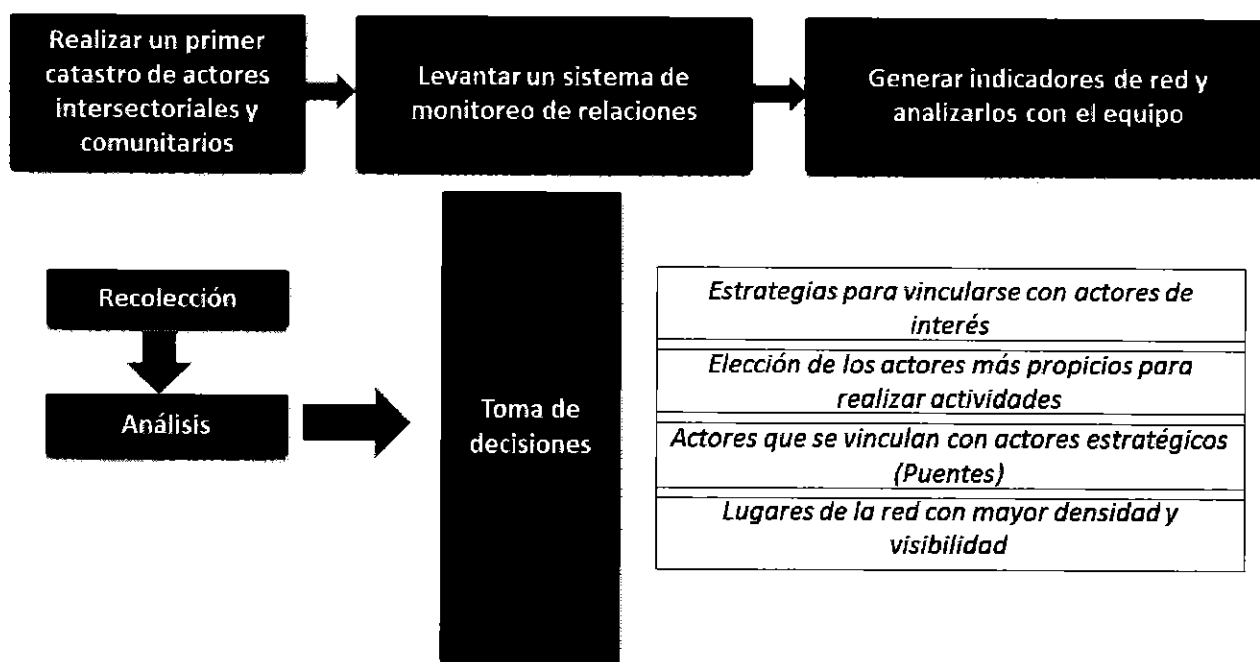 Realizar un primer
catastro de actores
intersectoriales y
comunitarios
Levantar un sistema de
monitoreo de relaciones
Generar indicadores de red y
analizarlos con el equipo
Recolección
Análisis
Toma de
decisiones
Estrategias para vincularse con actores de
interés
Elección de los actores más propicios para
realizar actividades
Actores que se vinculan con actores estratégicos
(Puentes)
Lugares de la red con mayor densidad y
visibilidad